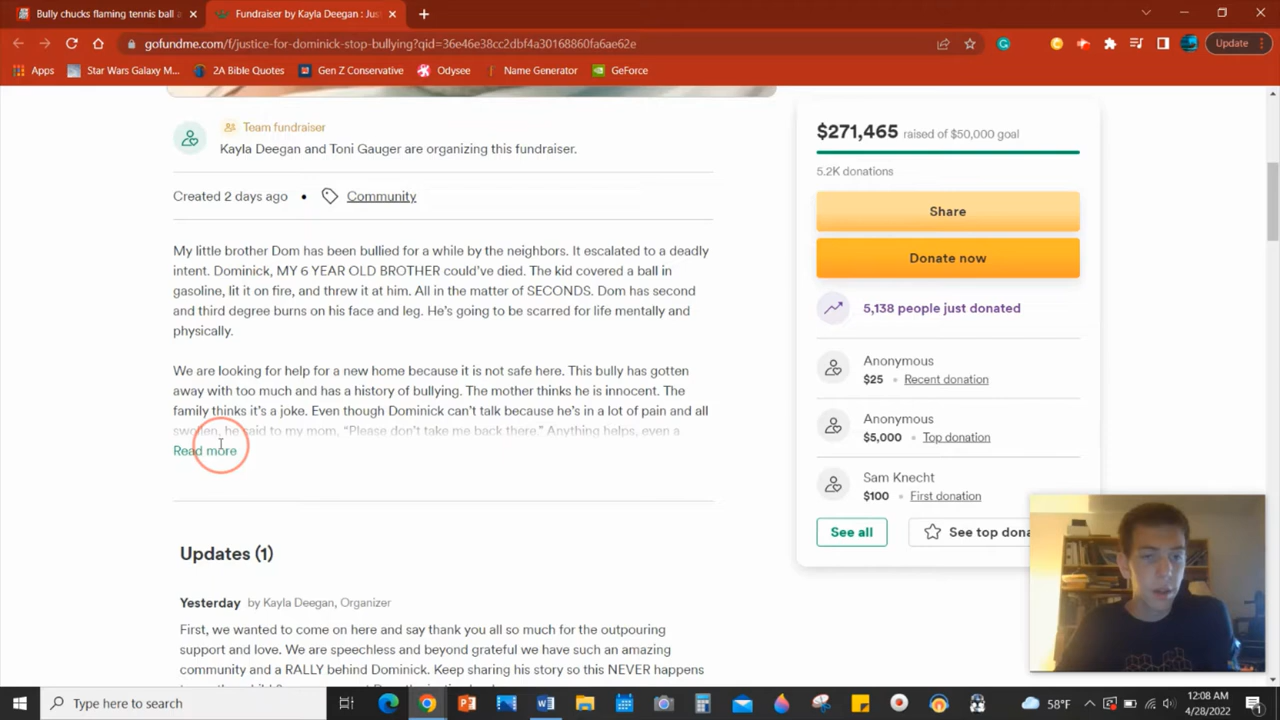 Bully chucks flaming tennis ball a
Fundraiser by Kayla Deegan : Jus
gofundme.com/f/justice-for-dominick-stop-bullying?qid=36e46e38cc2dbf4a30168860fa6ae62e
Update
Apps
Star Wars Galaxy M...
2A Bible Quotes
Gen Z Conservative
Odysee
Name Generator
GeForce
Team fundraiser
Kayla Deegan and Toni Gauger are organizing this fundraiser.
Created 2 days ago • Community
My little brother Dom has been bullied for a while by the neighbors. It escalated to a deadly
intent. Dominick, MY 6 YEAR OLD BROTHER could've died. The kid covered a ball in
gasoline, lit it on fire, and threw it at him. All in the matter of SECONDS. Dom has second
and third degree burns on his face and leg. He's going to be scarred for life mentally and
physically.
We are looking for help for a new home because it is not safe here. This bully has gotten
away with too much and has a history of bullying. The mother thinks he is innocent. The
family thinks it's a joke. Even though Dominick can't talk because he's in a lot of pain and all
swollen, he said to my mom, “Please don't take me back there.” Anything helps, even a
Read more
Updates (1)
Yesterday by Kayla Deegan, Organizer
First, we wanted to come on here and say thank you all so much for the outpouring
support and love. We are speechless and beyond grateful we have such an amazing
community and a RALLY behind Dominick. Keep sharing his story so this NEVER happens
$271,465 raised of $50,000 goal
5.2K donations
Share
Donate now
5,138 people just donated
Anonymous
$25 • Recent donation
Anonymous
$5,000 • Top donation
Sam Knecht
$100 • First donation
See all
See top dona
Type here to search
58°F
12:08 AM
4/28/2022